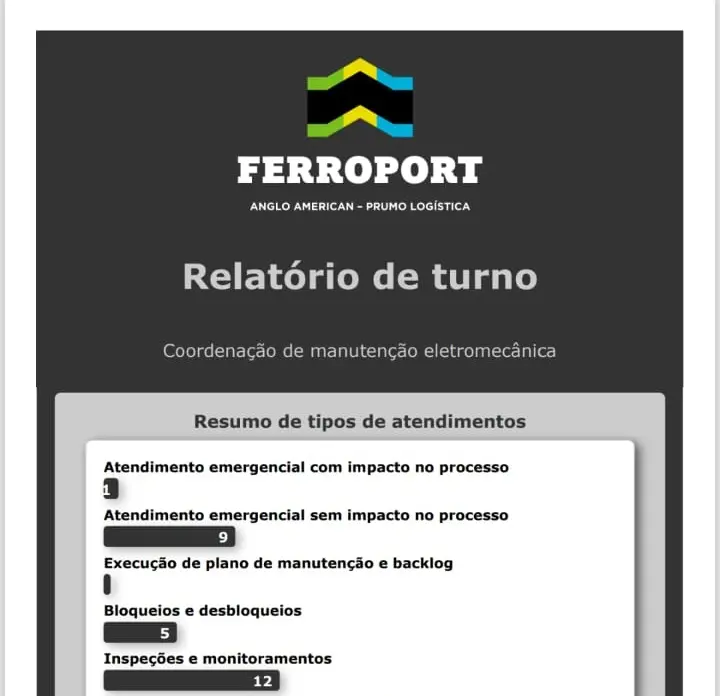 FERROPORT
ANGLO AMERICAN – PRUMO LOGÍSTICA
Relatório de turno
Coordenação de manutenção eletromecânica
Resumo de tipos de atendimentos
Atendimento emergencial com impacto no processo
1
Atendimento emergencial sem impacto no processo
9
Execução de plano de manutenção e backlog
Bloqueios e desbloqueios
5
Inspeções e monitoramentos
12